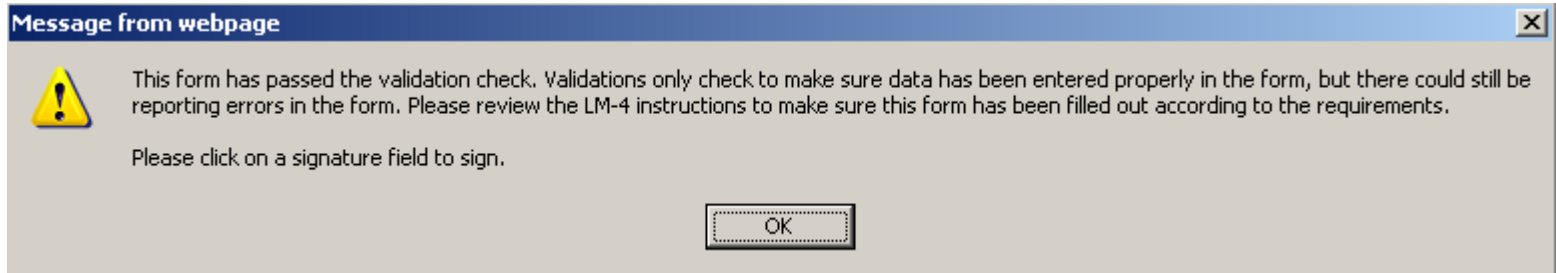 Message from webpage
This form has passed the validation check. Validations only check to make sure data has been entered properly in the form, but there could still be
reporting errors in the form. Please review the LM-4 instructions to make sure this form has been filled out according to the requirements.
Please click on a signature field to sign.
OK